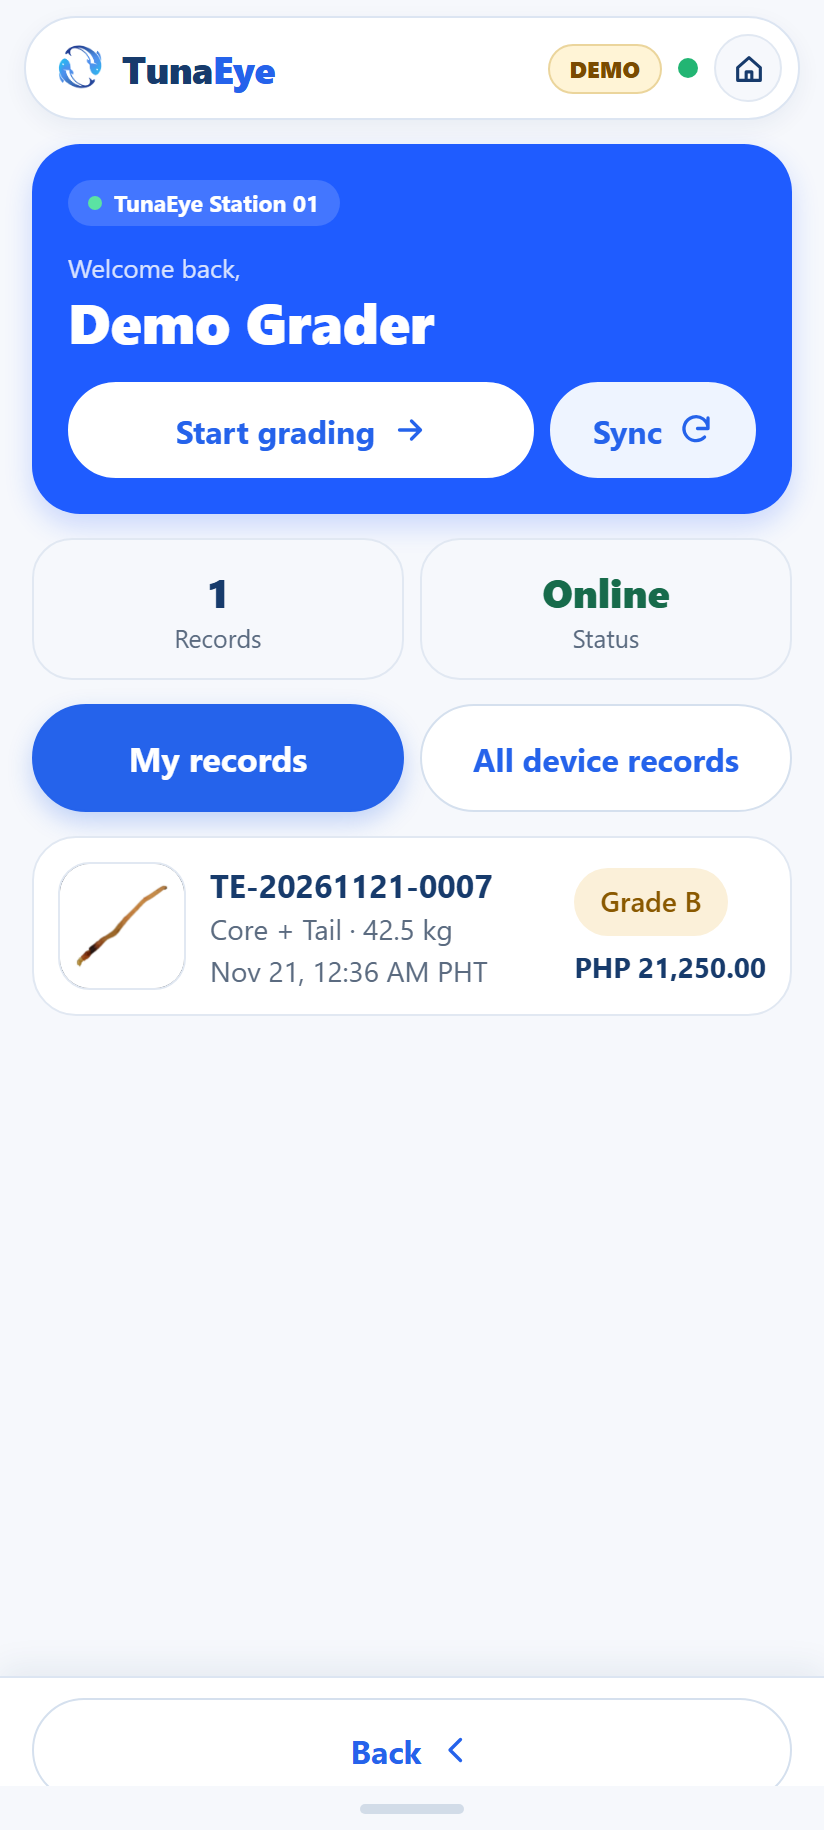 TunaEye
DEMO
TunaEye Station 01
Welcome back,
Demo Grader
Start grading
Sync
1
Records
Online
Status
My records
All device records
TE-20261121-0007
Core + Tail · 42.5 kg
Nov 21, 12:36 AM PHT
Grade B
PHP 21,250.00
Back